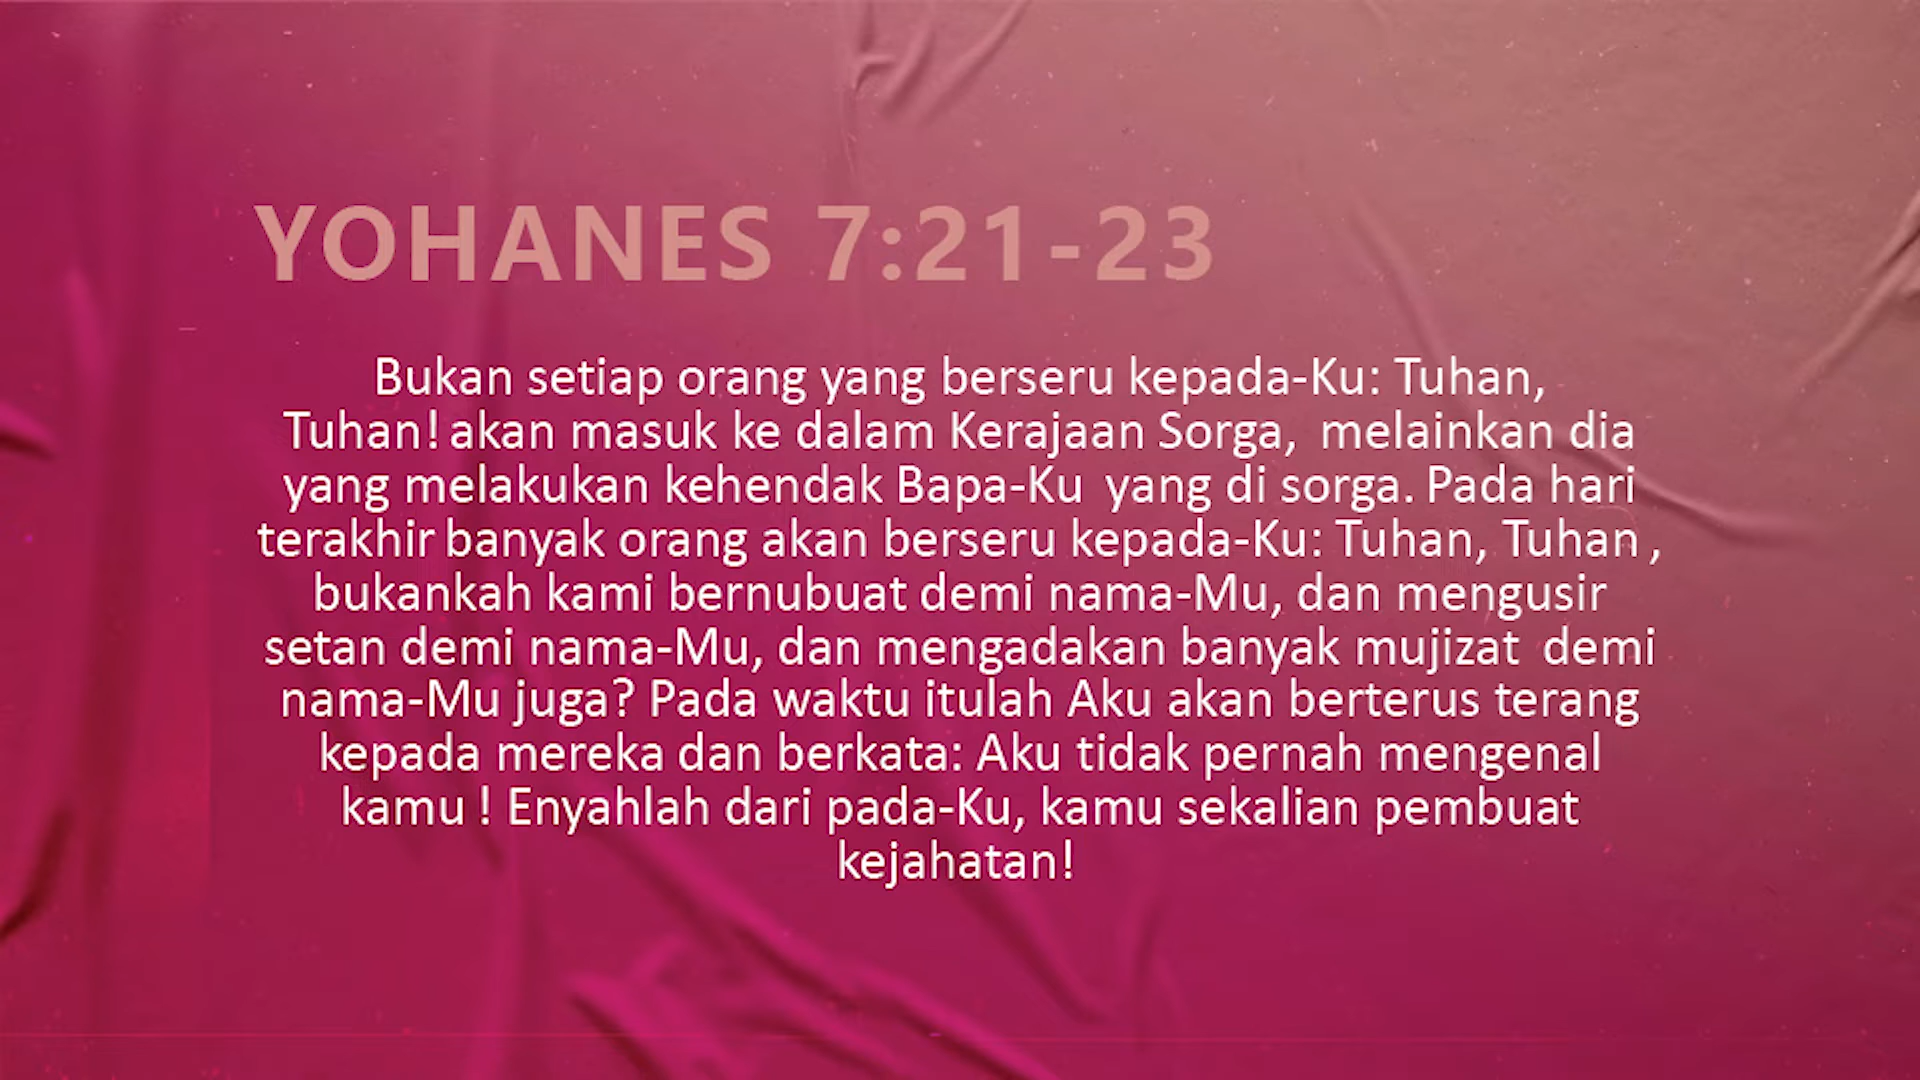 YOHANES 7:21-23
Bukan setiap orang yang berseru kepada-Ku: Tuhan,
Tuhan! akan masuk ke dalam Kerajaan Sorga, melainkan dia
yang melakukan kehendak Bapa-Ku yang di sorga. Pada hari
terakhir banyak orang akan berseru kepada-Ku: Tuhan, Tuhan ,
bukankah kami bernubuat demi nama-Mu, dan mengusir
setan demi nama-Mu, dan mengadakan banyak mujizat demi
nama-Mu juga? Pada waktu itulah Aku akan berterus terang
kepada mereka dan berkata: Aku tidak pernah mengenal
kamu ! Enyahlah dari pada-Ku, kamu sekalian pembuat
kejahatan!